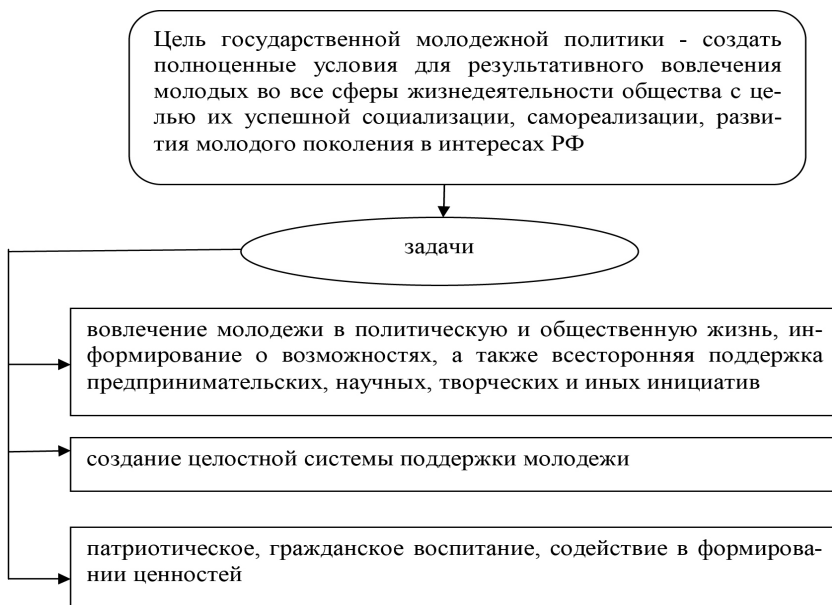 Цель государственной молодежной политики - создать
полноценные условия для результативного вовлечения
молодых во все сферы жизнедеятельности общества с це-
лью их успешной социализации, самореализации, разви-
тия молодого поколения в интересах РФ
задачи
вовлечение молодежи в политическую и общественную жизнь, ин-
формирование о возможностях, а также всесторонняя поддержка
предпринимательских, научных, творческих и иных инициатив
создание целостной системы поддержки молодежи
патриотическое, гражданское воспитание, содействие в формирова-
нии ценностей